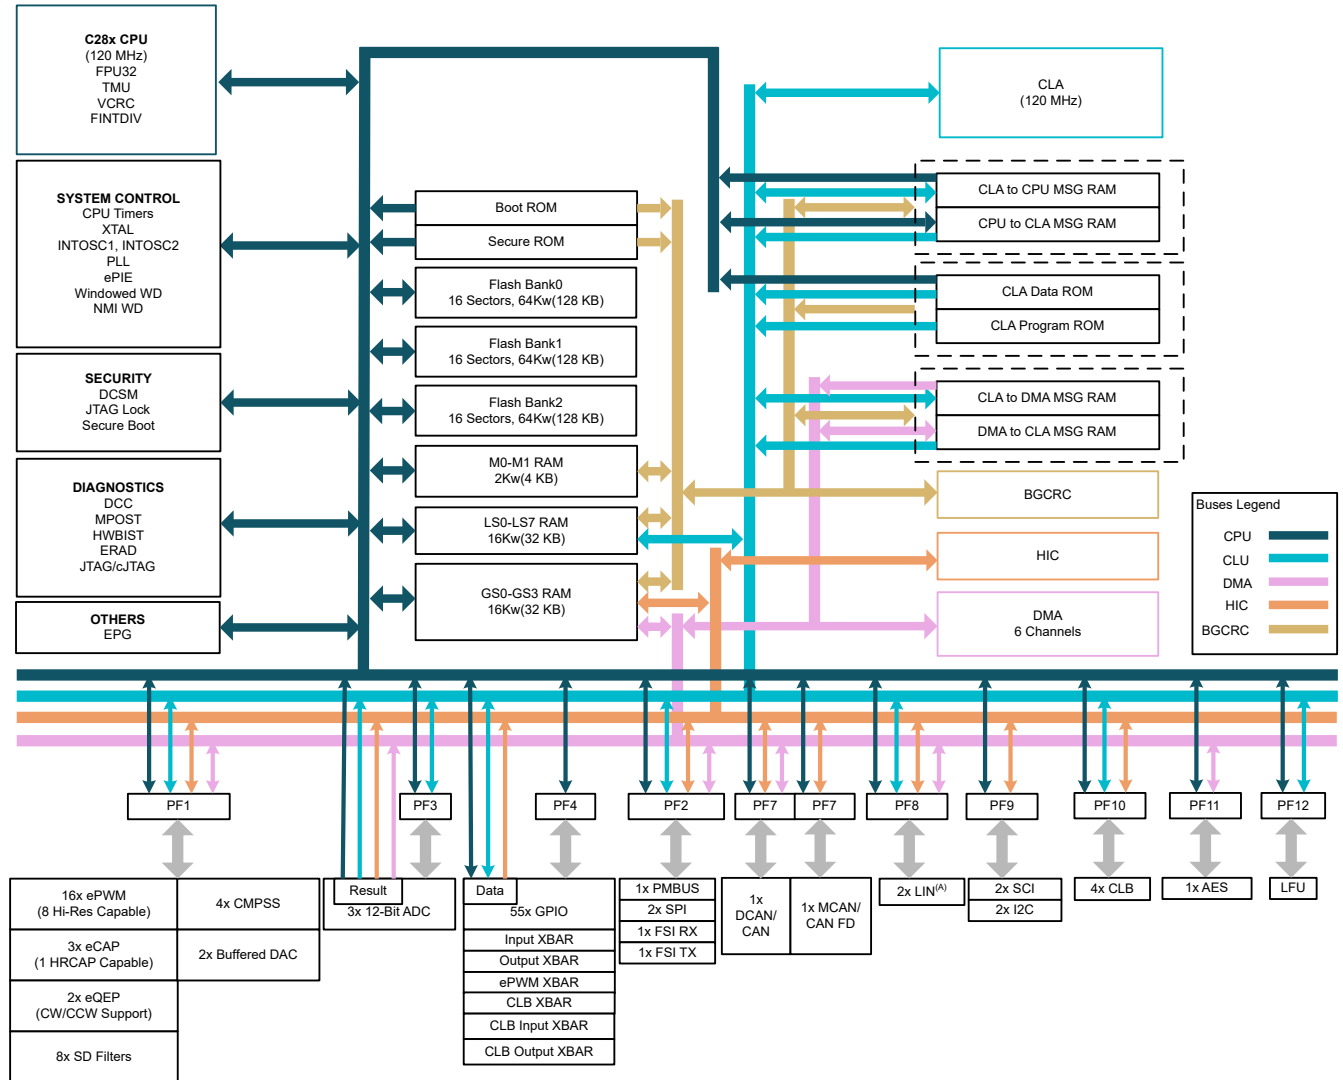 C28x CPU
(120 MHz)
FPU32
TMU
VCRC
FINTDIV
SYSTEM CONTROL
CPU Timers
XTAL
INTOSC1, INTOSC2
PLL
ePIE
Windowed WD
NMI WD
SECURITY
DCSM
JTAG Lock
Secure Boot
DIAGNOSTICS
DCC
MPOST
HWBIST
ERAD
JTAG/cJTAG
OTHERS
EPG
Boot ROM
Secure ROM
Flash Bank0
16 Sectors, 64Kw(128 KB)
Flash Bank1
16 Sectors, 64Kw(128 KB)
Flash Bank2
16 Sectors, 64Kw(128 KB)
M0-M1 RAM
2Kw(4 KB)
LS0-LS7 RAM
16Kw(32 KB)
GS0-GS3 RAM
16Kw(32 KB)
CLA
(120 MHz)
CLA to CPU MSG RAM
CPU to CLA MSG RAM
CLA Data ROM
CLA Program ROM
CLA to DMA MSG RAM
DMA to CLA MSG RAM
BGCRC
HIC
DMA
6 Channels
Buses Legend
CPU
CLU
DMA
HIC
BGCRC
PF1
PF3
PF4
PF2
PF7
PF7
PF8
PF9
PF10
PF11
PF12
16x ePWM
(8 Hi-Res Capable)
3x eCAP
(1 HRCAP Capable)
2x eQEP
(CW/CCW Support)
8x SD Filters
4x CMPSS
2x Buffered DAC
Result
3x 12-Bit ADC
Data
55x GPIO
Input XBAR
Output XBAR
ePWM XBAR
CLB XBAR
CLB Input XBAR
CLB Output XBAR
1x PMBUS
2x SPI
1x FSI RX
1x FSI TX
1x
DCAN/
CAN
1x MCAN/
CAN FD
2x LIN(A)
2x SCI
2x I2C
4x CLB
1x AES
LFU